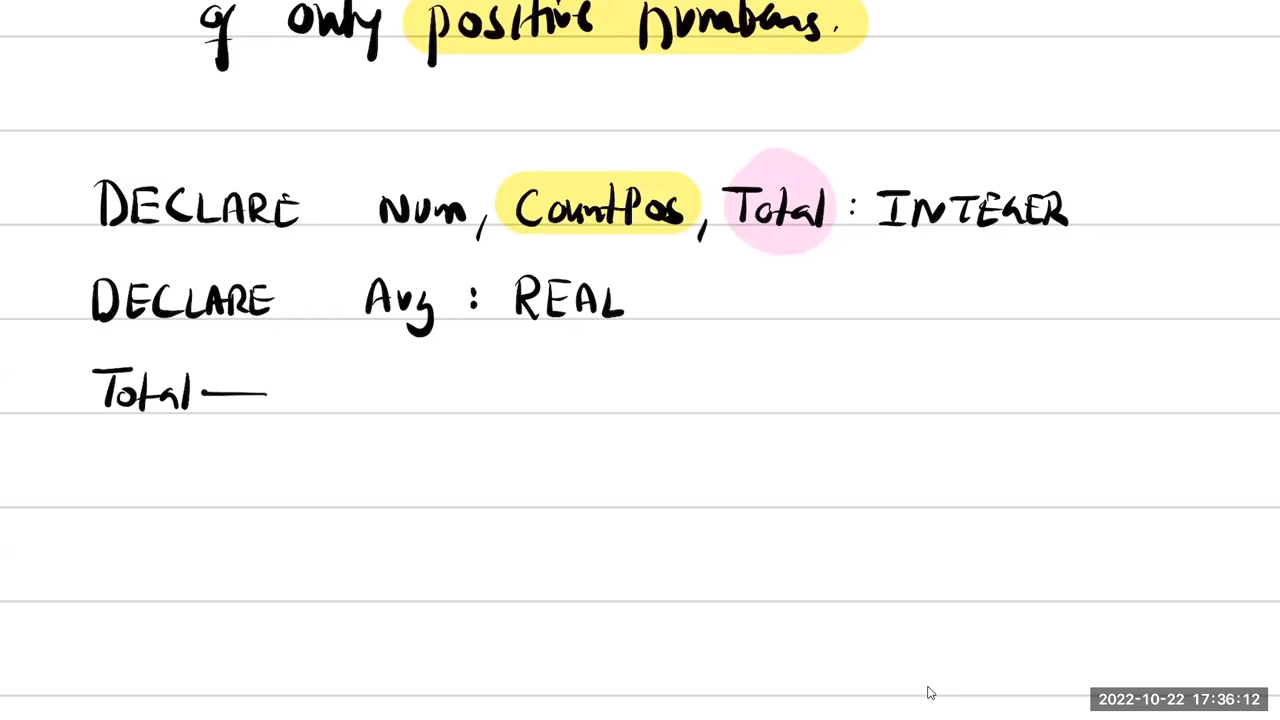 of only positive numbers.
DECLARE Num, CountPos, Total : INTEGER
DECLARE Avg : REAL
Total —
2022-10-22 17:36:12